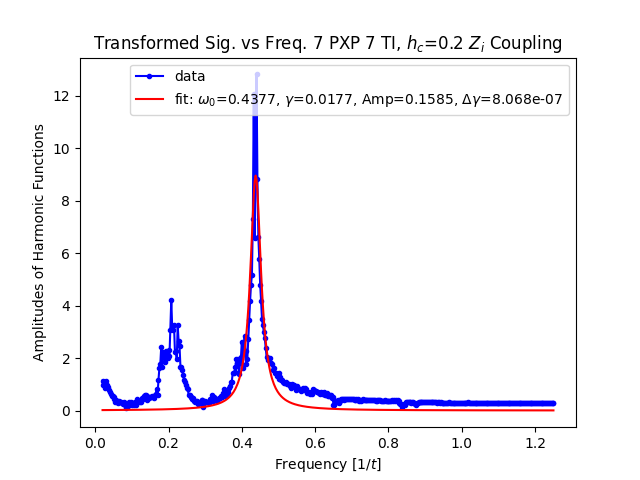 Transformed Sig. vs Freq. 7 PXP 7 TI, $h_c$=0.2 $Z_i$ Coupling
data
fit: $\omega_0$=0.4377, $\gamma$=0.0177, Amp=0.1585, $\Delta\gamma$=8.068e-07
Amplitudes of Harmonic Functions
12
10
8
6
4
2
0
0.0 0.2 0.4 0.6 0.8 1.0 1.2
Frequency [1/$t$]